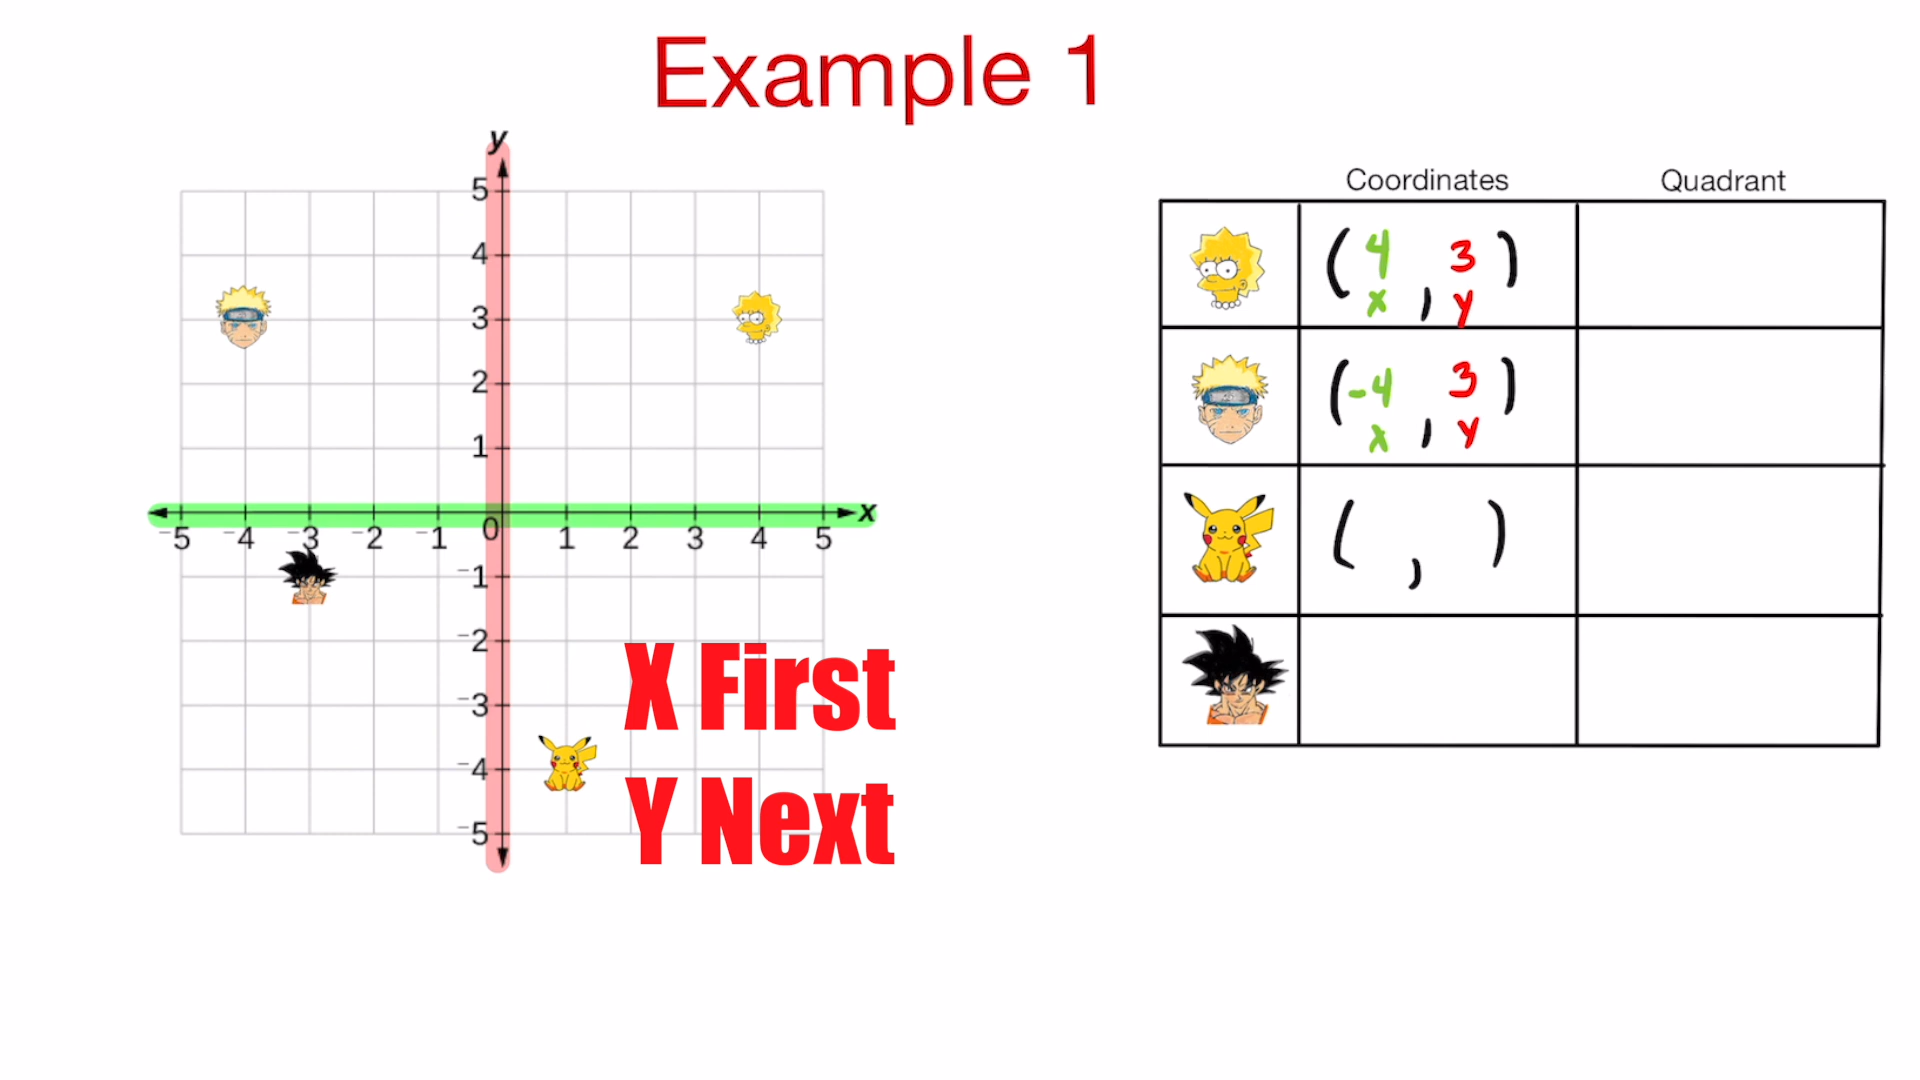 Example 1
y
5
4
3
2
1
x
-5 -4 -3 -2 -1 0 1 2 3 4 5
-1
-2
-3
-4
-5
X First
Y Next
Coordinates Quadrant
(4 3)
x , y
(-4 3)
x , y
( , )